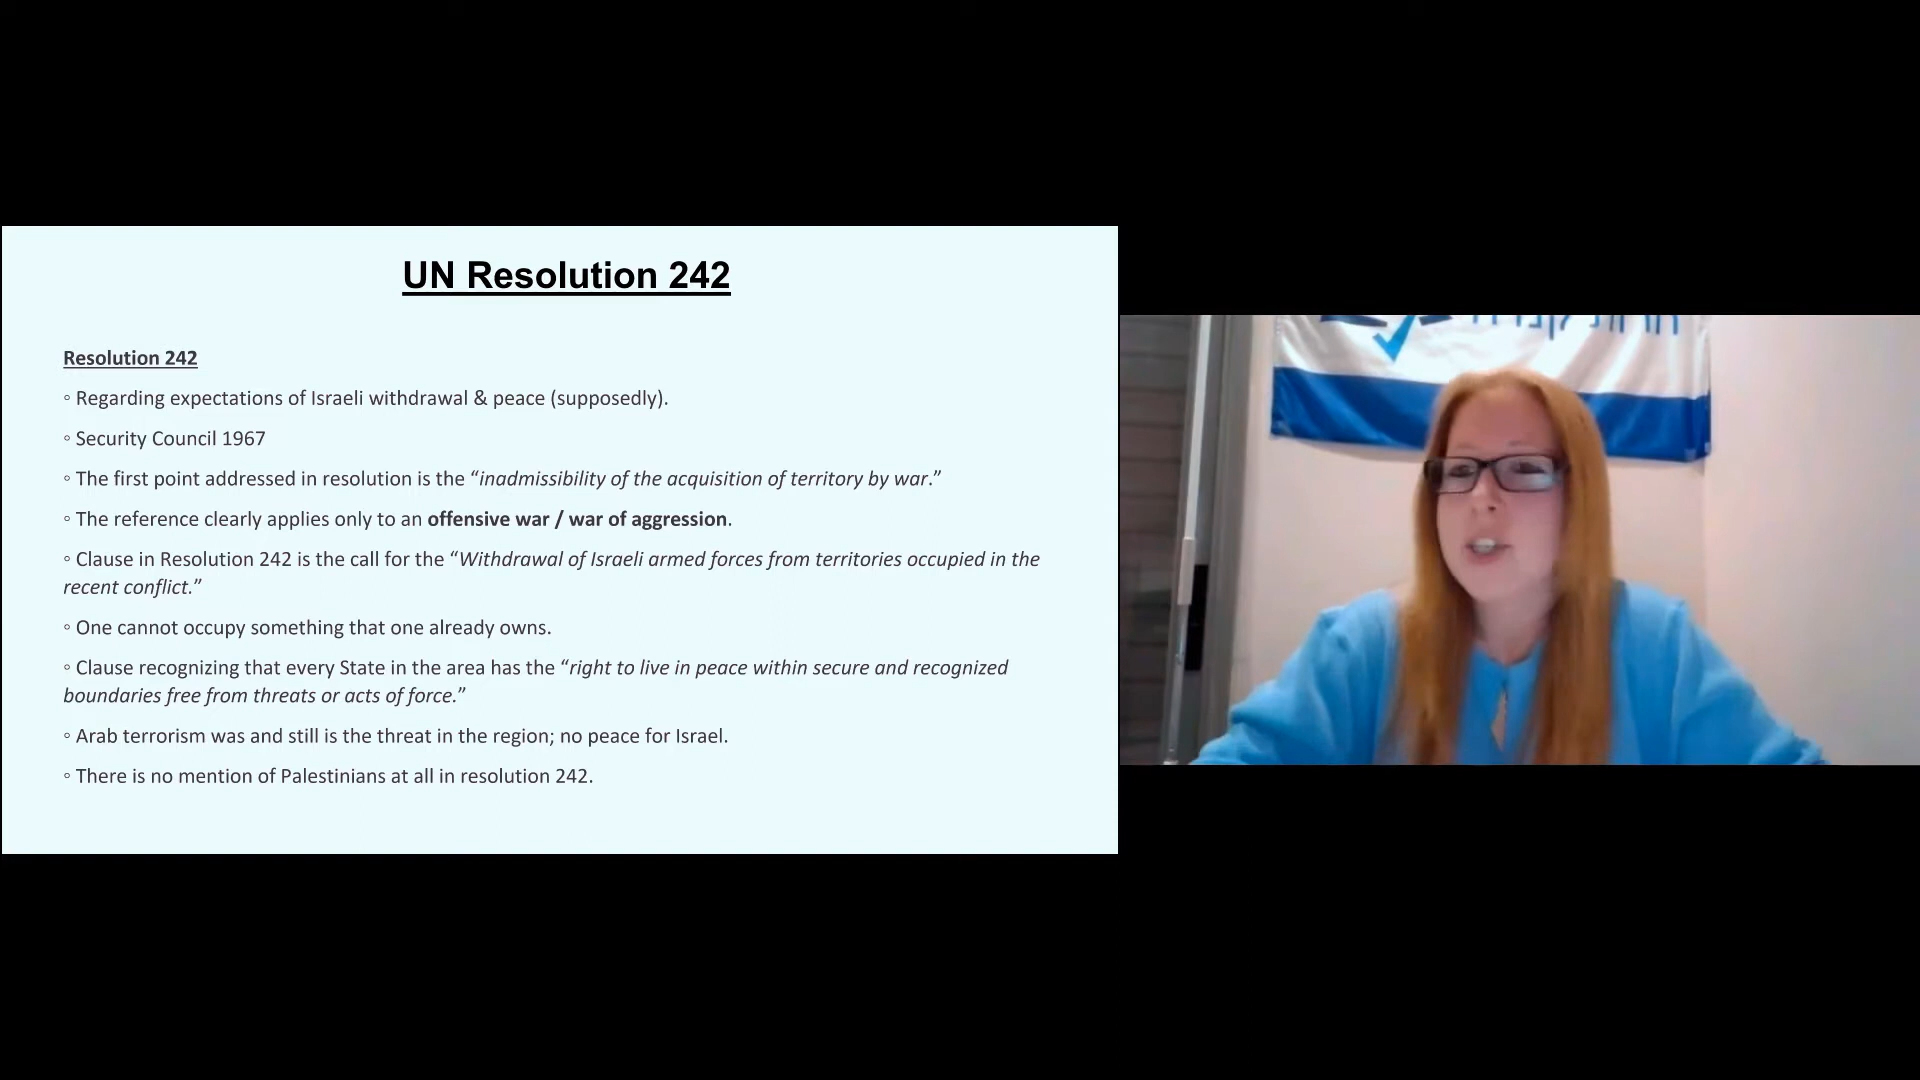 UN Resolution 242
Resolution 242
◦ Regarding expectations of Israeli withdrawal & peace (supposedly).
◦ Security Council 1967
◦ The first point addressed in resolution is the “inadmissibility of the acquisition of territory by war.”
◦ The reference clearly applies only to an offensive war / war of aggression.
◦ Clause in Resolution 242 is the call for the “Withdrawal of Israeli armed forces from territories occupied in the
recent conflict.”
◦ One cannot occupy something that one already owns.
◦ Clause recognizing that every State in the area has the “right to live in peace within secure and recognized
boundaries free from threats or acts of force.”
◦ Arab terrorism was and still is the threat in the region; no peace for Israel.
◦ There is no mention of Palestinians at all in resolution 242.